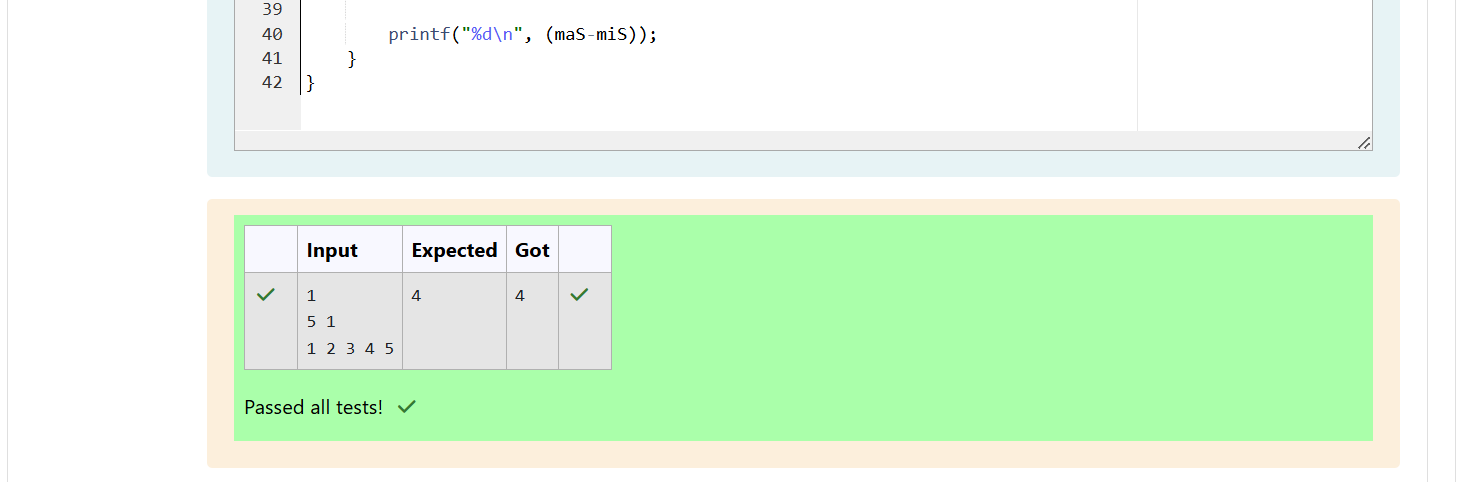 39
40 printf("%d\n", (maS-miS));
41 }
42 }
Input Expected Got
1 4 4
5 1
1 2 3 4 5
Passed all tests!